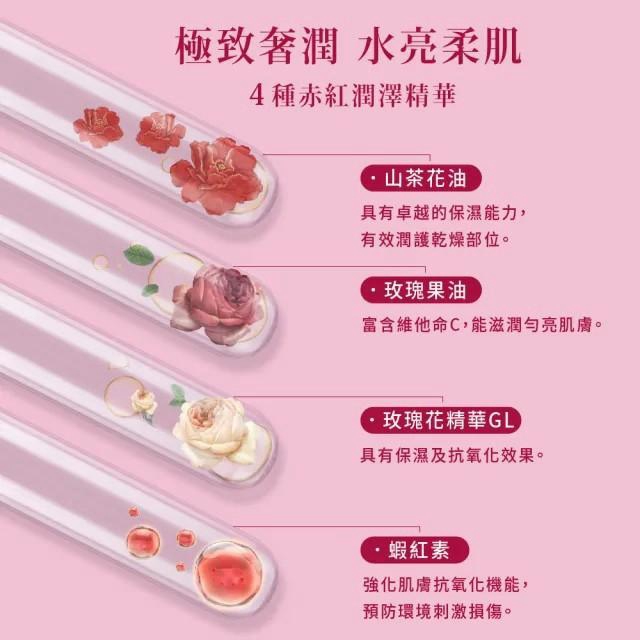 極致奢潤 水亮柔肌
4種赤紅潤澤精華
·山茶花油
具有卓越的保濕能力，
有效潤護乾燥部位。
·玫瑰果油
富含維他命C，能滋潤勻亮肌膚。
·玫瑰花精華GL
具有保濕及抗氧化效果。
·蝦紅素
強化肌膚抗氧化機能，
預防環境刺激損傷。